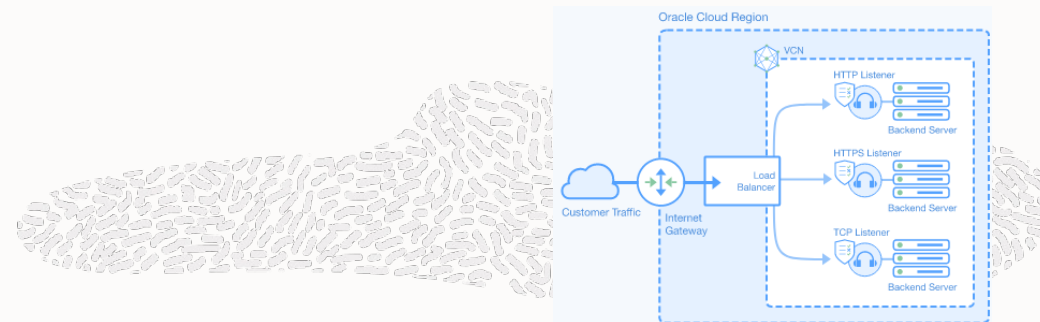 Oracle Cloud Region
VCN
HTTP Listener
Backend Server
HTTPS Listener
Load
Balancer
Backend Server
Customer Traffic
Internet
Gateway
TCP Listener
Backend Server